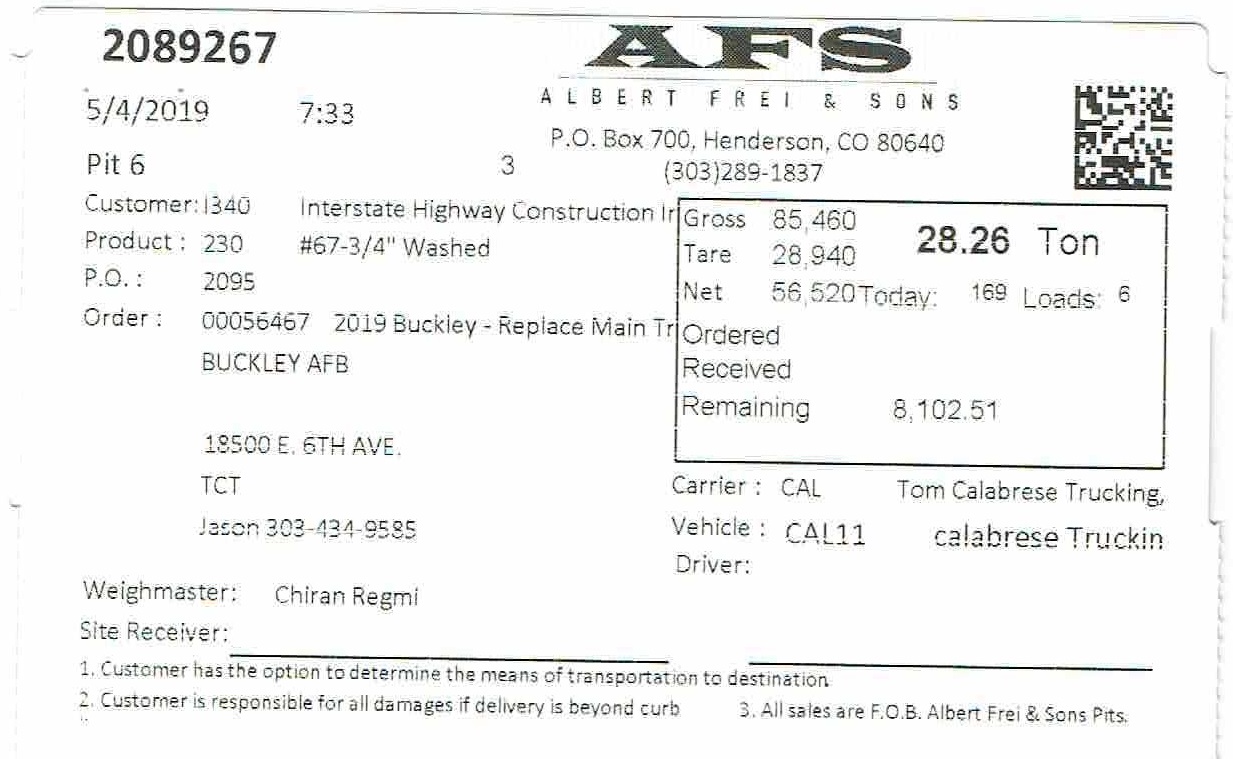 2089267
AFS
ALBERT FREI & SONS
5/4/2019 7:33
P.O. Box 700, Henderson, CO 80640
Pit 6 3
(303)289-1837
Customer: I340 Interstate Highway Construction Ir
Product : 230 #67-3/4" Washed
P.O. : 2095
Order : 00056467 2019 Buckley - Replace Main Tr
BUCKLEY AFB
18500 E. 6TH AVE.
TCT
Jason 303-434-9585
Gross 85,460
28.26 Ton
Tare 28,940
Net 56,520 Today: 169 Loads: 6
Ordered
Received
Remaining 8,102.51
Carrier : CAL Tom Calabrese Trucking,
Vehicle : CAL11 calabrese Truckin
Driver:
Weighmaster: Chiran Regmi
Site Receiver:
1. Customer has the option to determine the means of transportation to destination
2. Customer is responsible for all damages if delivery is beyond curb 3. All sales are F.O.B. Albert Frei & Sons Pits.